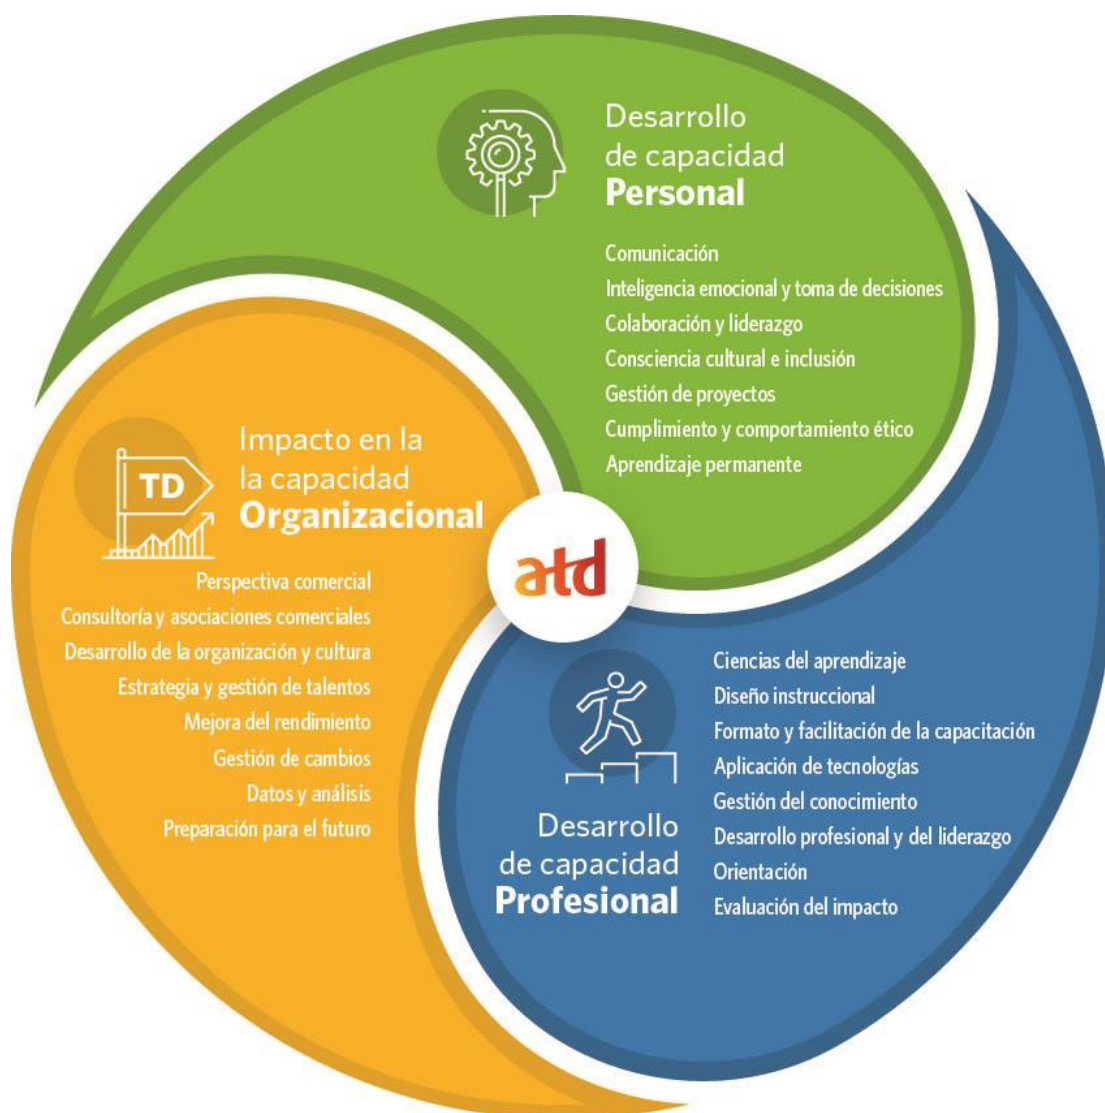 Desarrollo
de capacidad
Personal
Comunicación
Inteligencia emocional y toma de decisiones
Colaboración y liderazgo
Consciencia cultural e inclusión
Gestión de proyectos
Cumplimiento y comportamiento ético
Aprendizaje permanente
TD
Impacto en la
la capacidad
Organizacional
Perspectiva comercial
Consultoría y asociaciones comerciales
Desarrollo de la organización y cultura
Estrategia y gestión de talentos
Mejora del rendimiento
Gestión de cambios
Datos y análisis
Preparación para el futuro
atd
Desarrollo
de capacidad
Profesional
Ciencias del aprendizaje
Diseño instruccional
Formato y facilitación de la capacitación
Aplicación de tecnologías
Gestión del conocimiento
Desarrollo profesional y del liderazgo
Orientación
Evaluación del impacto